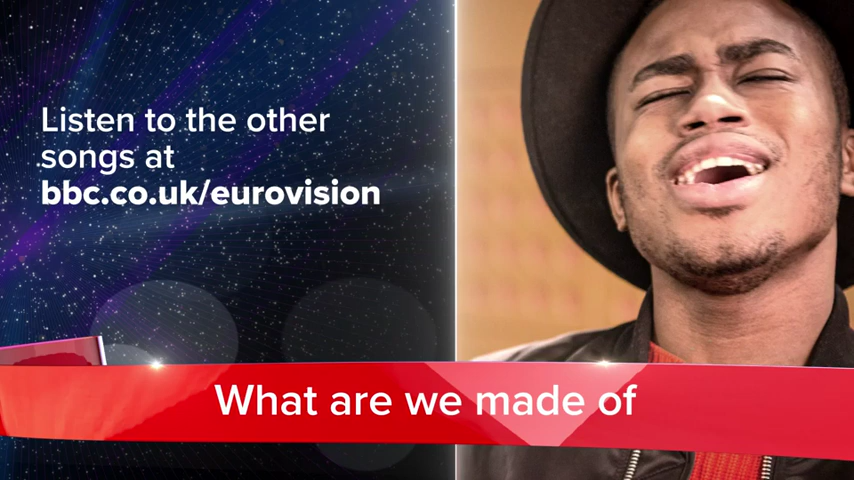 Listen to the other
songs at
bbc.co.uk/eurovision
What are we made of